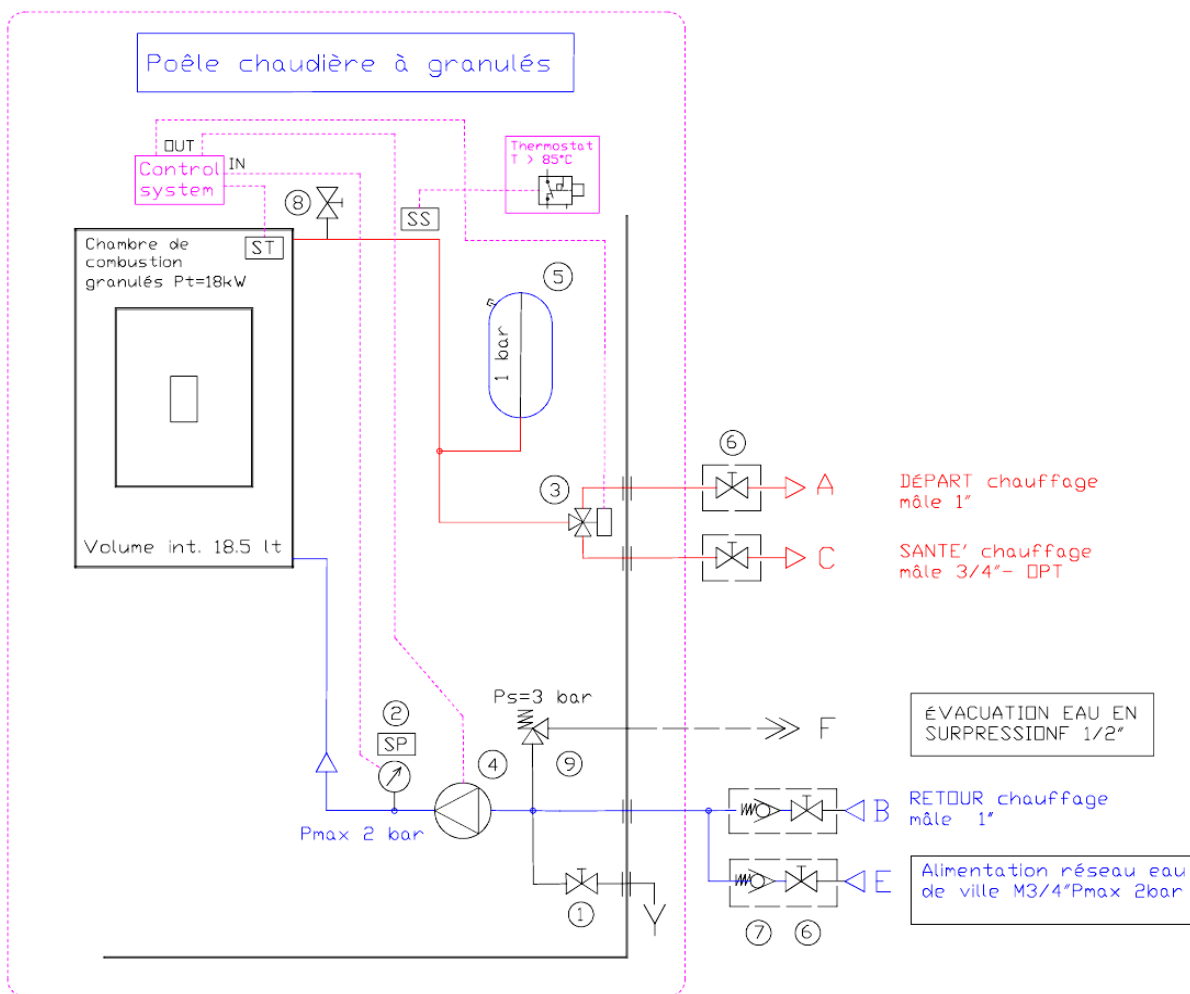 Poêle chaudière à granulés
OUT
IN
Control
system
Thermostat
T > 85°C
8
SS
Chambre de
combustion
granulés Pt=18kW
ST
5
1 bar
6
3
A
DÉPART chauffage
mâle 1"
Volume int. 18.5 lt
C
SANTE' chauffage
mâle 3/4"- OPT
Ps=3 bar
2
SP
4
9
F
ÉVACUATION EAU EN
SURPRESSIONF 1/2"
Pmax 2 bar
B
RETOUR chauffage
mâle 1"
1
E
Alimentation réseau eau
de ville M3/4"Pmax 2bar
7
6